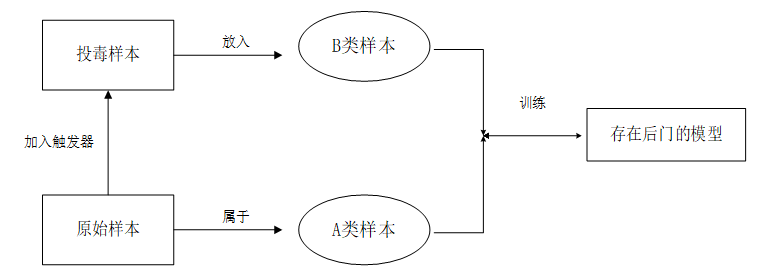 投毒样本
放入
B类样本
训练
存在后门的模型
加入触发器
原始样本
属于
A类样本